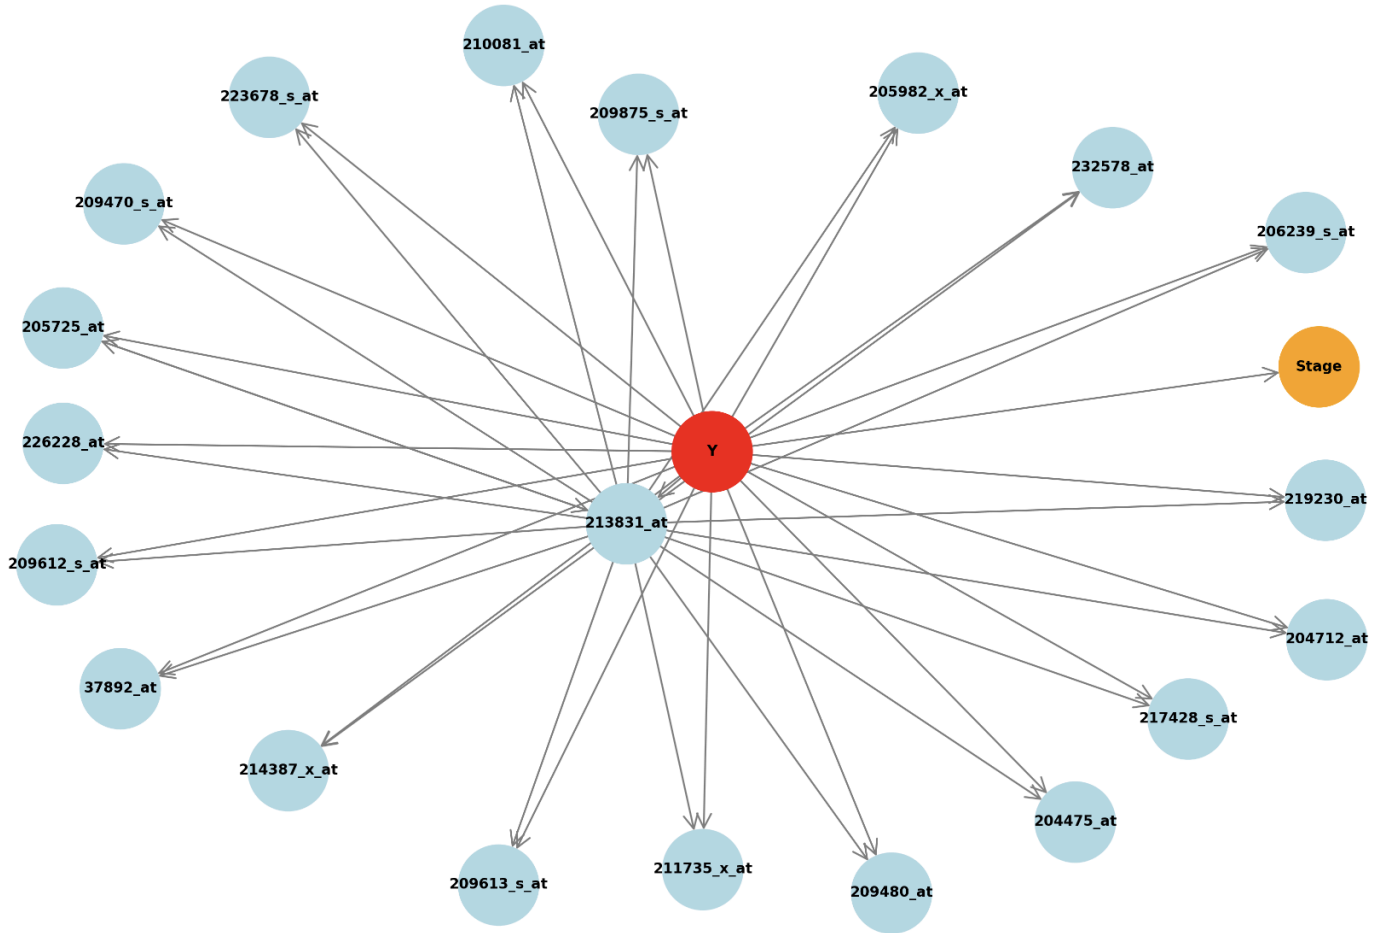 210081_at
223678_s_at
209875_s_at
205982_x_at
232578_at
209470_s_at
206239_s_at
205725_at
Stage
226228_at
Y
219230_at
213831_at
209612_s_at
204712_at
37892_at
217428_s_at
214387_x_at
204475_at
211735_x_at
209613_s_at
209480_at